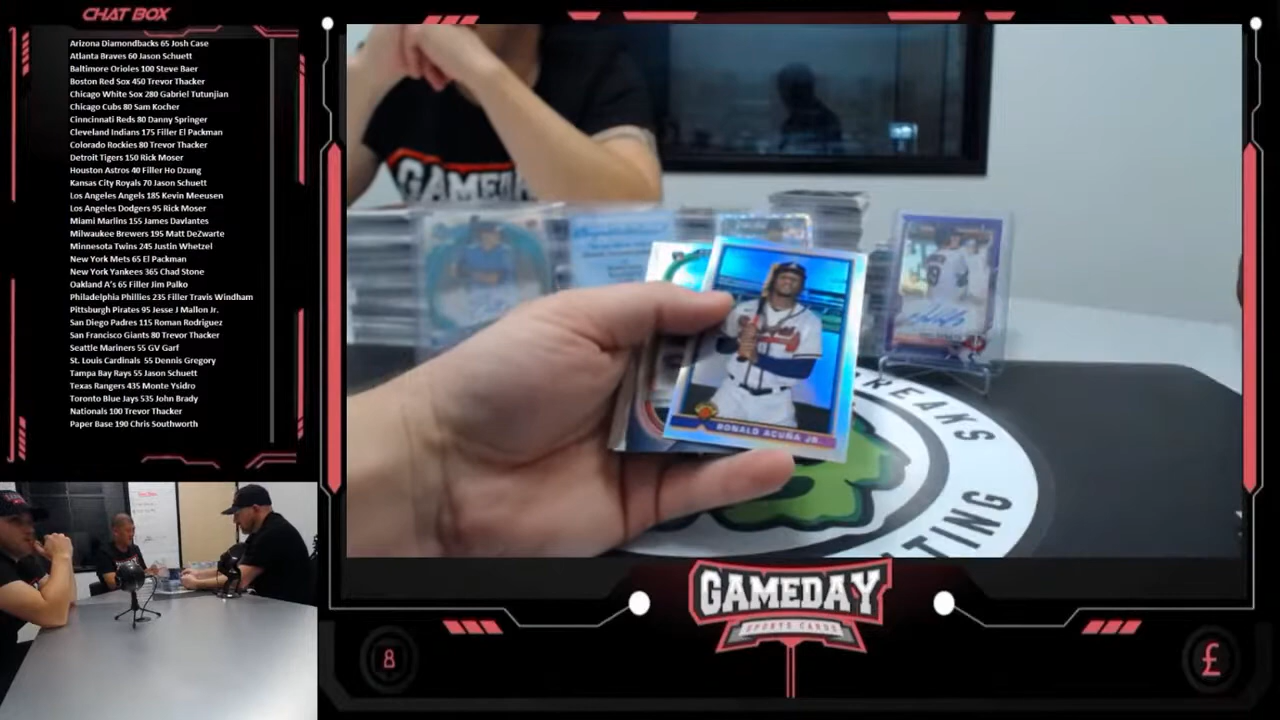 CHAT BOX
Arizona Diamondbacks 65 Josh Case
Atlanta Braves 60 Jason Schuett
Baltimore Orioles 100 Steve Baer
Boston Red Sox 450 Trevor Thacker
Chicago White Sox 280 Gabriel Tutunjian
Chicago Cubs 80 Sam Kocher
Cinncinnati Reds 80 Danny Springer
Cleveland Indians 175 Filler El Packman
Colorado Rockies 80 Trevor Thacker
Detroit Tigers 150 Rick Moser
Houston Astros 40 Filler Ho Dzung
Kansas City Royals 70 Jason Schuett
Los Angeles Angels 185 Kevin Meeusen
Los Angeles Dodgers 95 Rick Moser
Miami Marlins 155 James Davlantes
Milwaukee Brewers 195 Matt DeZwarte
Minnesota Twins 245 Justin Whetzel
New York Mets 65 El Packman
New York Yankees 365 Chad Stone
Oakland A's 65 Filler Jim Palko
Philadelphia Phillies 235 Filler Travis Windham
Pittsburgh Pirates 95 Jesse J Mallon Jr.
San Diego Padres 115 Roman Rodriguez
San Francisco Giants 80 Trevor Thacker
Seattle Mariners 55 GV Garf
St. Louis Cardinals 55 Dennis Gregory
Tampa Bay Rays 55 Jason Schuett
Texas Rangers 435 Monte Ysidro
Toronto Blue Jays 535 John Brady
Nationals 100 Trevor Thacker
Paper Base 190 Chris Southworth
GAMEDA
RONALD ACUÑA JR.
BREAKS
GAMEDAY
SPORTS CARDS
8
£